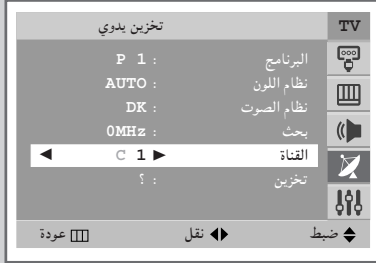 تخزين يدوي TV
البرنامج : P 1
نظام اللون : AUTO
نظام الصوت : DK
بحث : 0MHz
القناة C 1
تخزين : ؟
ضبط نقل عودة